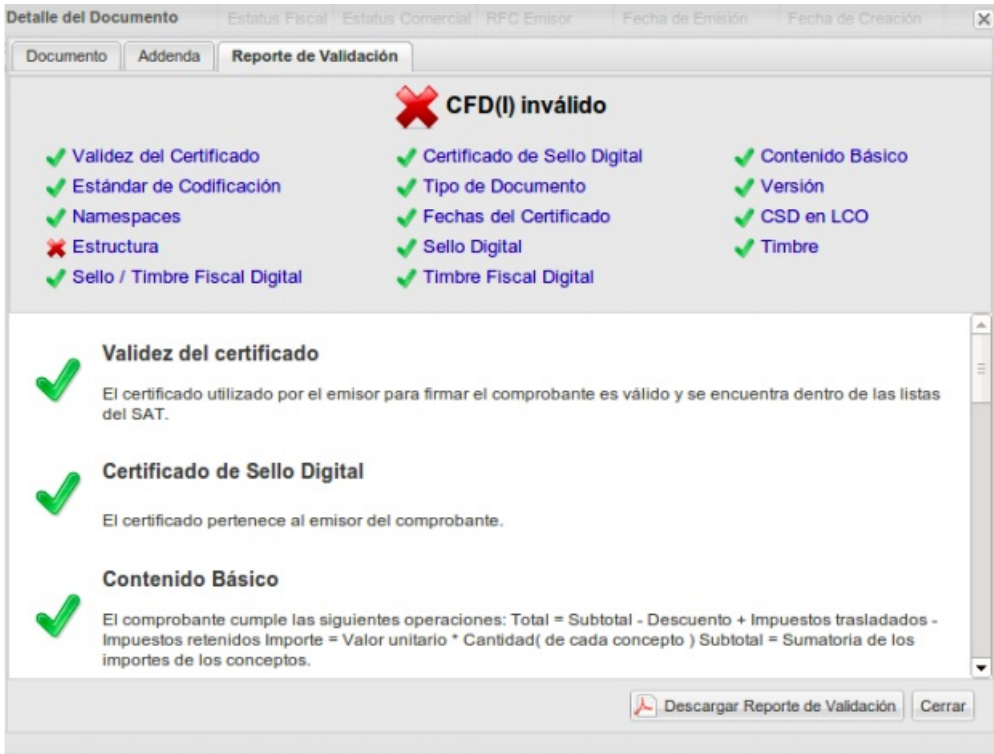 Detalle del Documento Estatus Fiscal Estatus Comercial RFC Emisor Fecha de Emisión Fecha de Creación
Documento Addenda Reporte de Validación
CFD(I) inválido
Validez del Certificado Certificado de Sello Digital Contenido Básico
Estándar de Codificación Tipo de Documento Versión
Namespaces Fechas del Certificado CSD en LCO
Estructura Sello Digital Timbre
Sello / Timbre Fiscal Digital Timbre Fiscal Digital
Validez del certificado
El certificado utilizado por el emisor para firmar el comprobante es válido y se encuentra dentro de las listas
del SAT.
Certificado de Sello Digital
El certificado pertenece al emisor del comprobante.
Contenido Básico
El comprobante cumple las siguientes operaciones: Total = Subtotal - Descuento + Impuestos trasladados -
Impuestos retenidos Importe = Valor unitario * Cantidad( de cada concepto ) Subtotal = Sumatoria de los
importes de los conceptos.
Descargar Reporte de Validación Cerrar